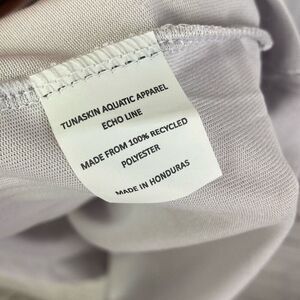 TUNASKIN AQUATIC APPAREL
ECHO LINE
MADE FROM 100% RECYCLED
POLYESTER
MADE IN HONDURAS